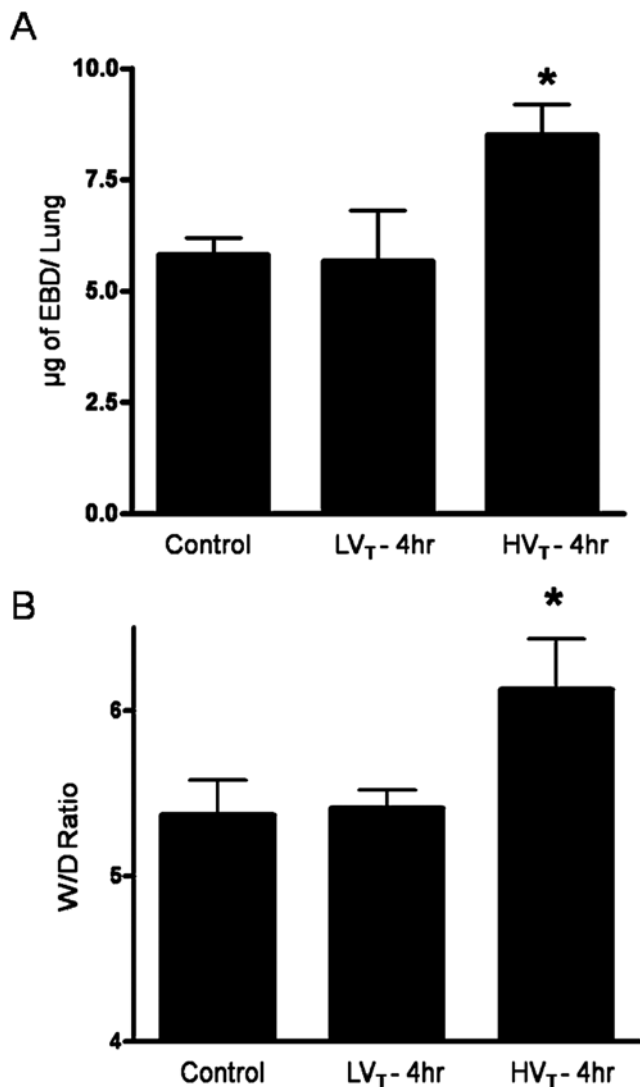 A
10.0
7.5
5.0
2.5
0.0
µg of EBD/ Lung
*
Control
LVT - 4hr
HVT - 4hr
B
6
5
4
W/D Ratio
*
Control
LVT - 4hr
HVT - 4hr